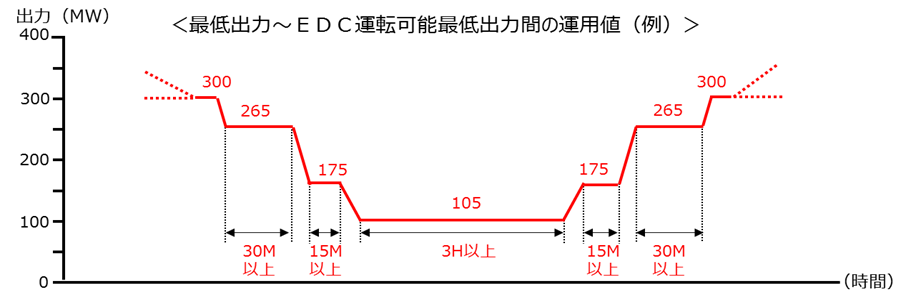 出力（MW）
＜最低出力～ＥＤＣ運転可能最低出力間の運用値（例）＞
400
300
200
100
0
300
265
175
105
175
265
300
30M
以上
15M
以上
3H以上
15M
以上
30M
以上
（時間）